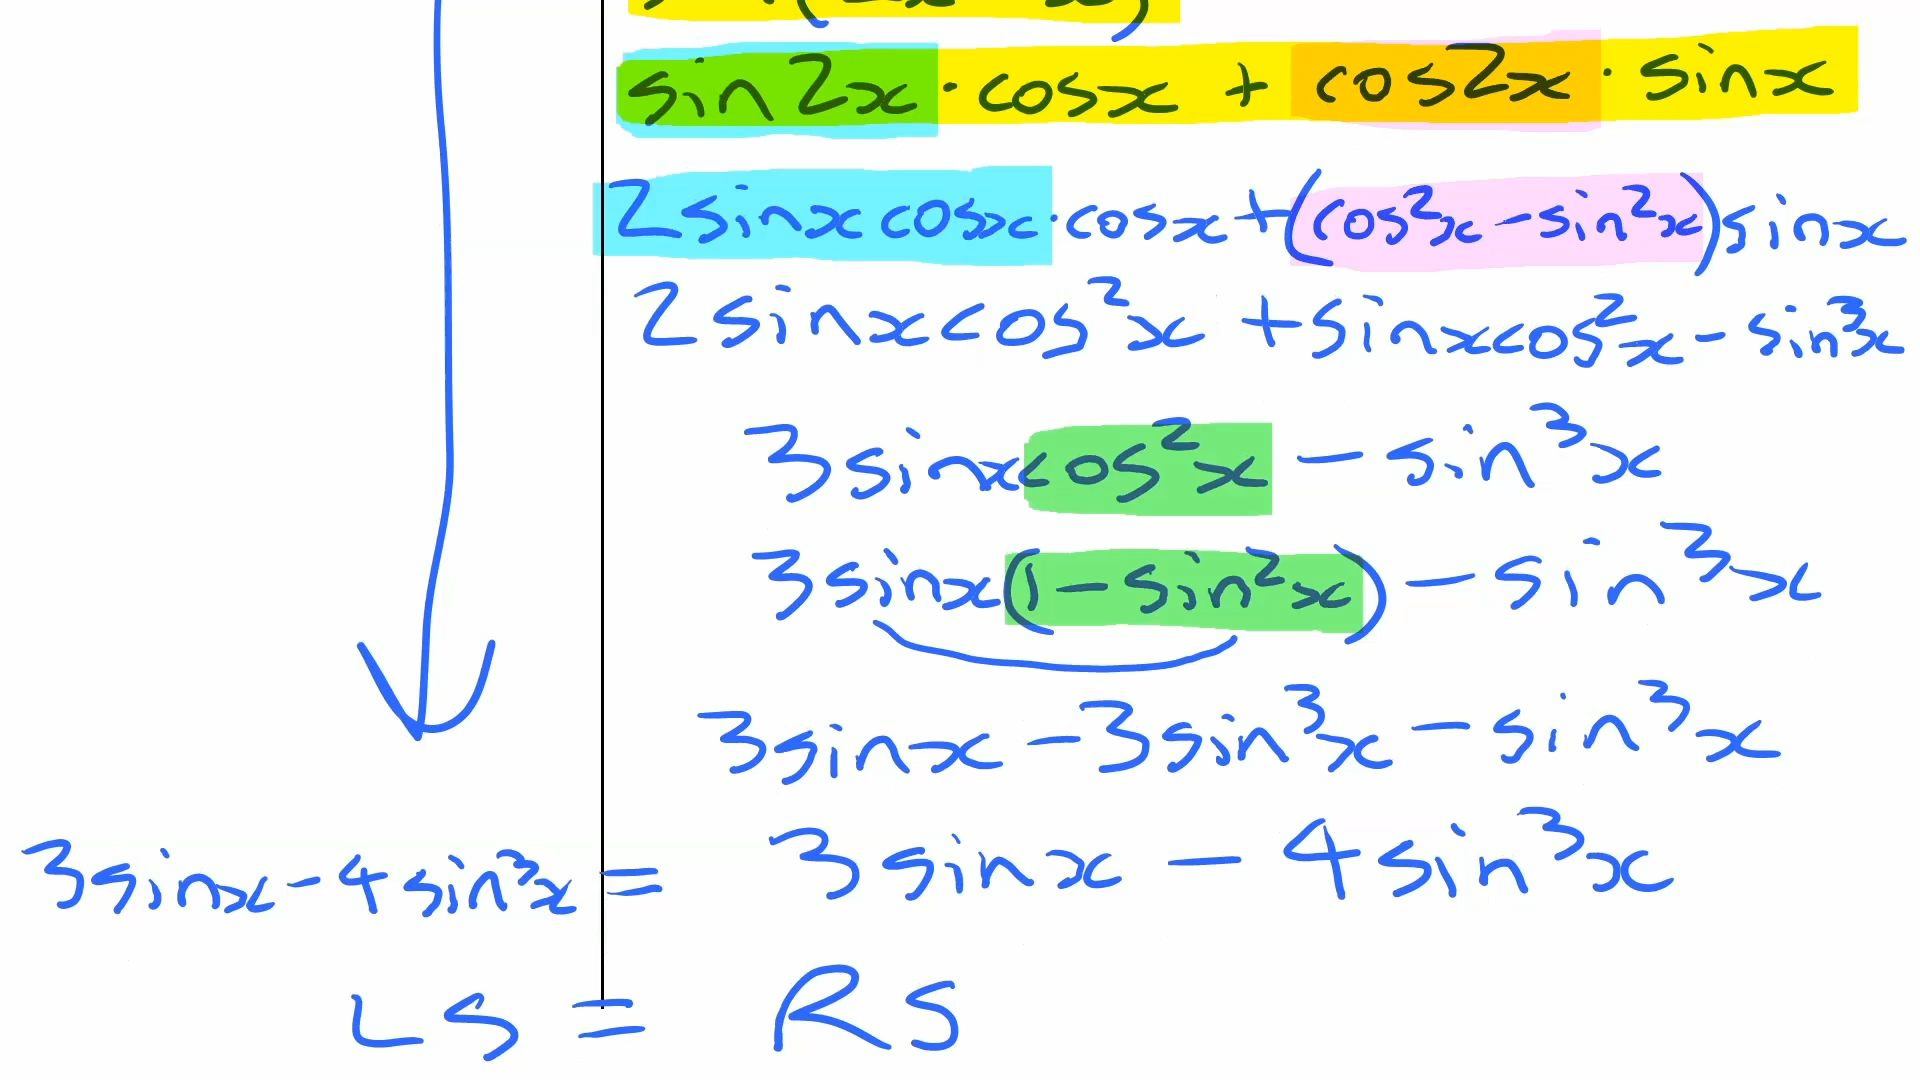 sin2x · cosx + cos2x · sinx
2sinxcosx·cosx+(cos²x-sin²x)sinx
2sinxcos²x +sinxcos²x-sin³x
3sinxcos²x - sin³x
3sinx(1-sin²x) - sin³x
3sinx-3sin³x-sin³x
3sinx-4sin³x = 3sinx - 4sin³x
LS = RS